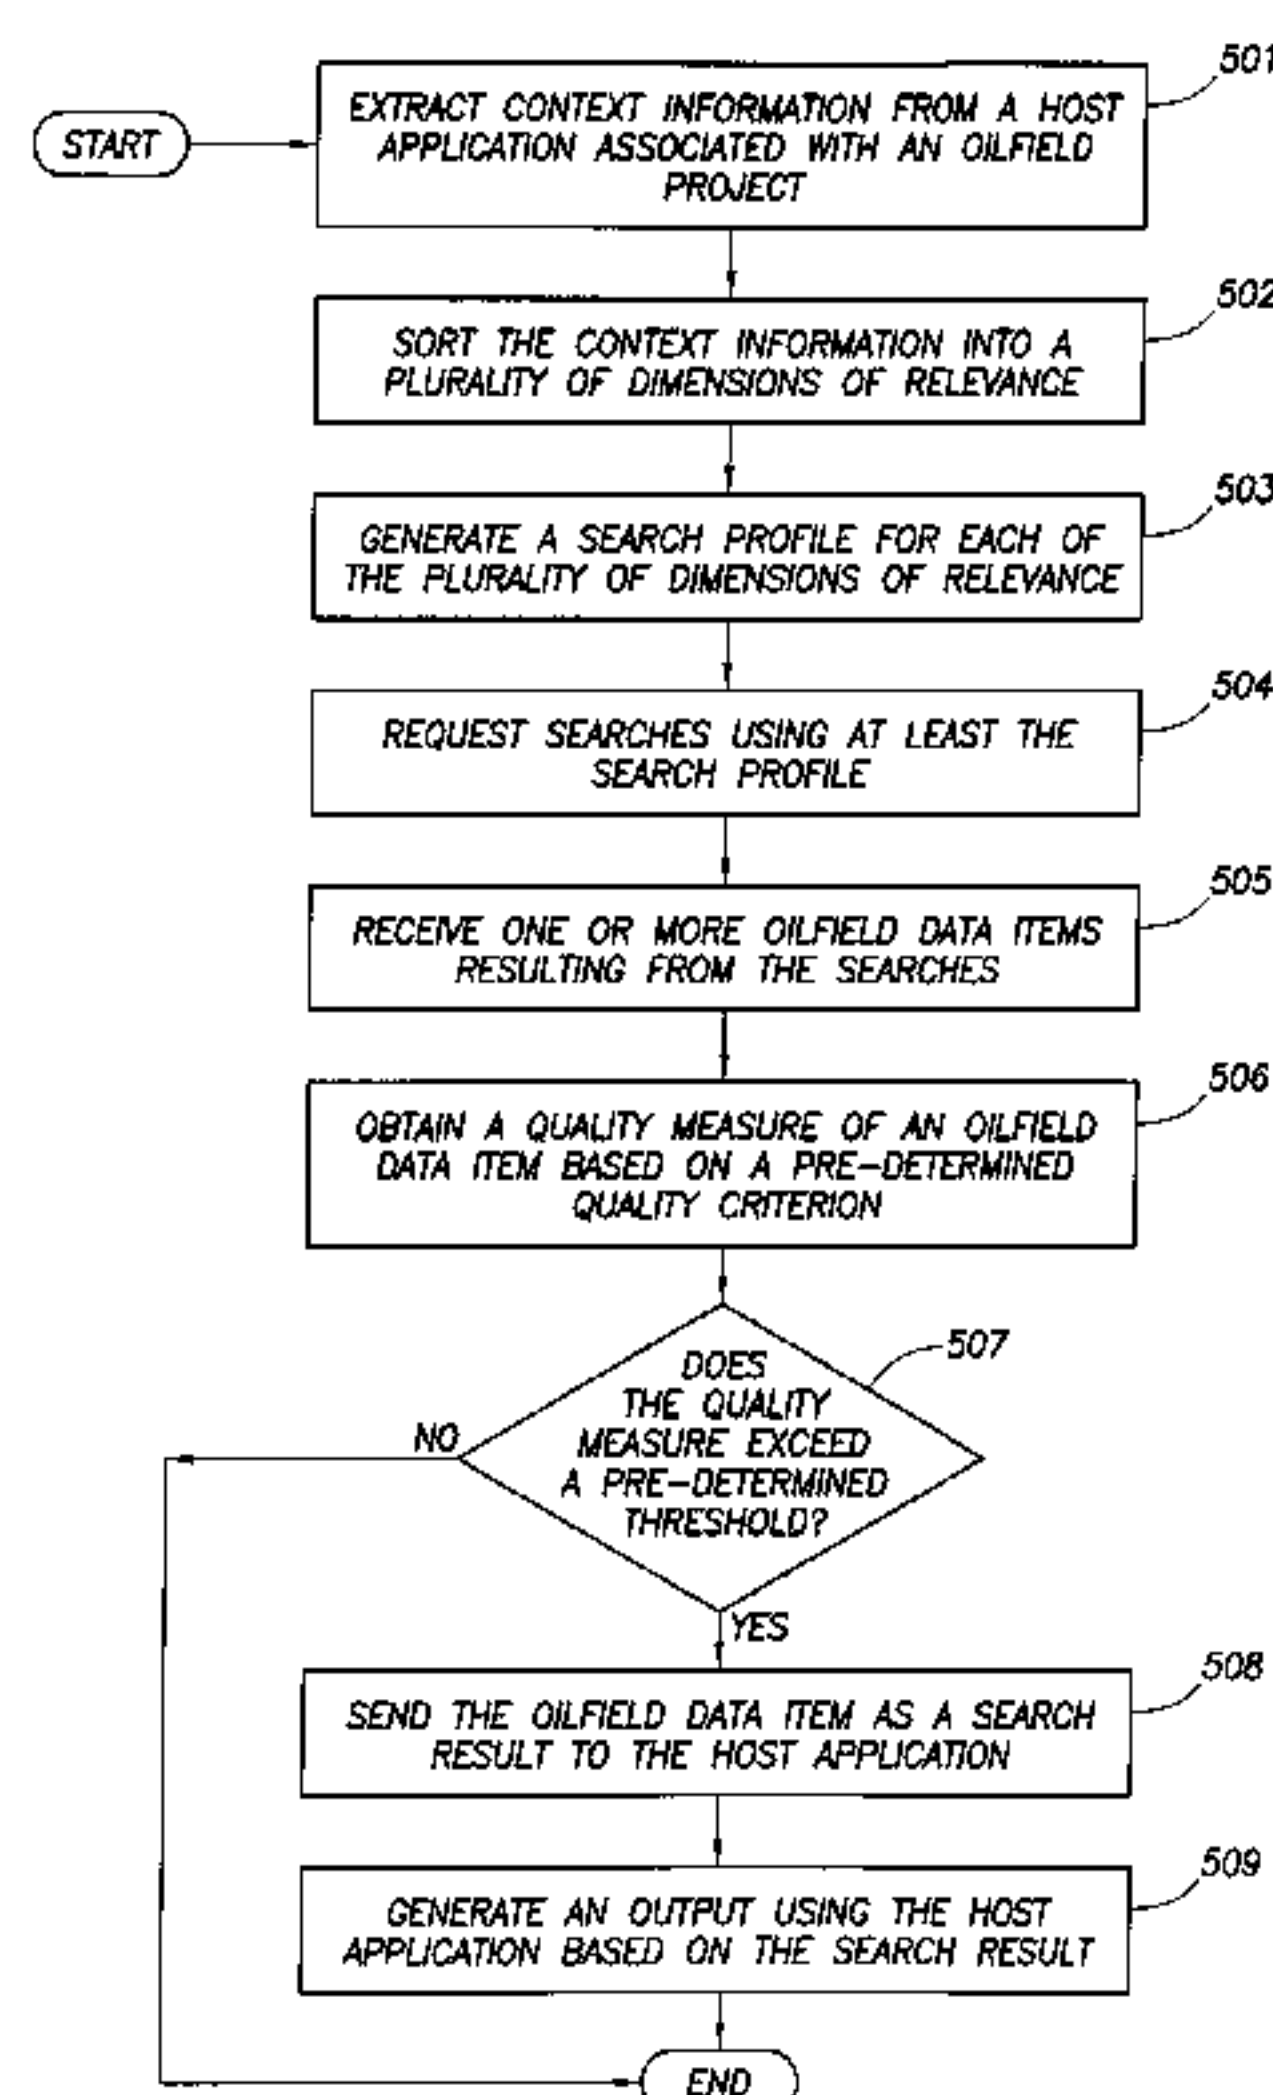 501
START
EXTRACT CONTEXT INFORMATION FROM A HOST
APPLICATION ASSOCIATED WITH AN OILFIELD
PROJECT
502
SORT THE CONTEXT INFORMATION INTO A
PLURALITY OF DIMENSIONS OF RELEVANCE
503
GENERATE A SEARCH PROFILE FOR EACH OF
THE PLURALITY OF DIMENSIONS OF RELEVANCE
504
REQUEST SEARCHES USING AT LEAST THE
SEARCH PROFILE
505
RECEIVE ONE OR MORE OILFIELD DATA ITEMS
RESULTING FROM THE SEARCHES
506
OBTAIN A QUALITY MEASURE OF AN OILFIELD
DATA ITEM BASED ON A PRE-DETERMINED
QUALITY CRITERION
507
DOES
THE QUALITY
MEASURE EXCEED
A PRE-DETERMINED
THRESHOLD?
NO
YES
508
SEND THE OILFIELD DATA ITEM AS A SEARCH
RESULT TO THE HOST APPLICATION
509
GENERATE AN OUTPUT USING THE HOST
APPLICATION BASED ON THE SEARCH RESULT
END